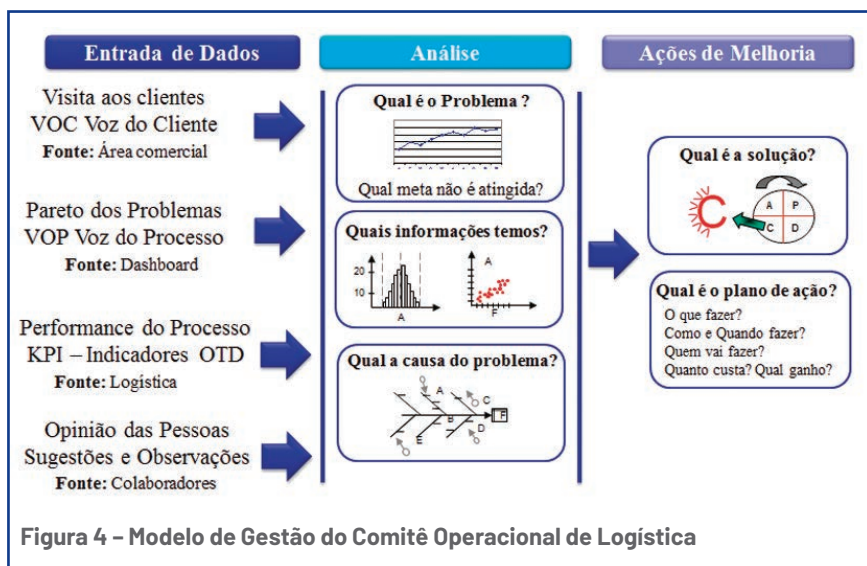 Entrada de Dados
Visita aos clientes
VOC Voz do Cliente
Fonte: Área comercial
Pareto dos Problemas
VOP Voz do Processo
Fonte: Dashboard
Performance do Processo
KPI – Indicadores OTD
Fonte: Logística
Opinião das Pessoas
Sugestões e Observações
Fonte: Colaboradores
Análise
Qual é o Problema ?
Qual meta não é atingida?
Quais informações temos?
20
10
A
A
F
Qual a causa do problema?
A
C
B
F
E
D
Ações de Melhoria
Qual é a solução?
C
A P
C D
Qual é o plano de ação?
O que fazer?
Como e Quando fazer?
Quem vai fazer?
Quanto custa? Qual ganho?
Figura 4 – Modelo de Gestão do Comitê Operacional de Logística